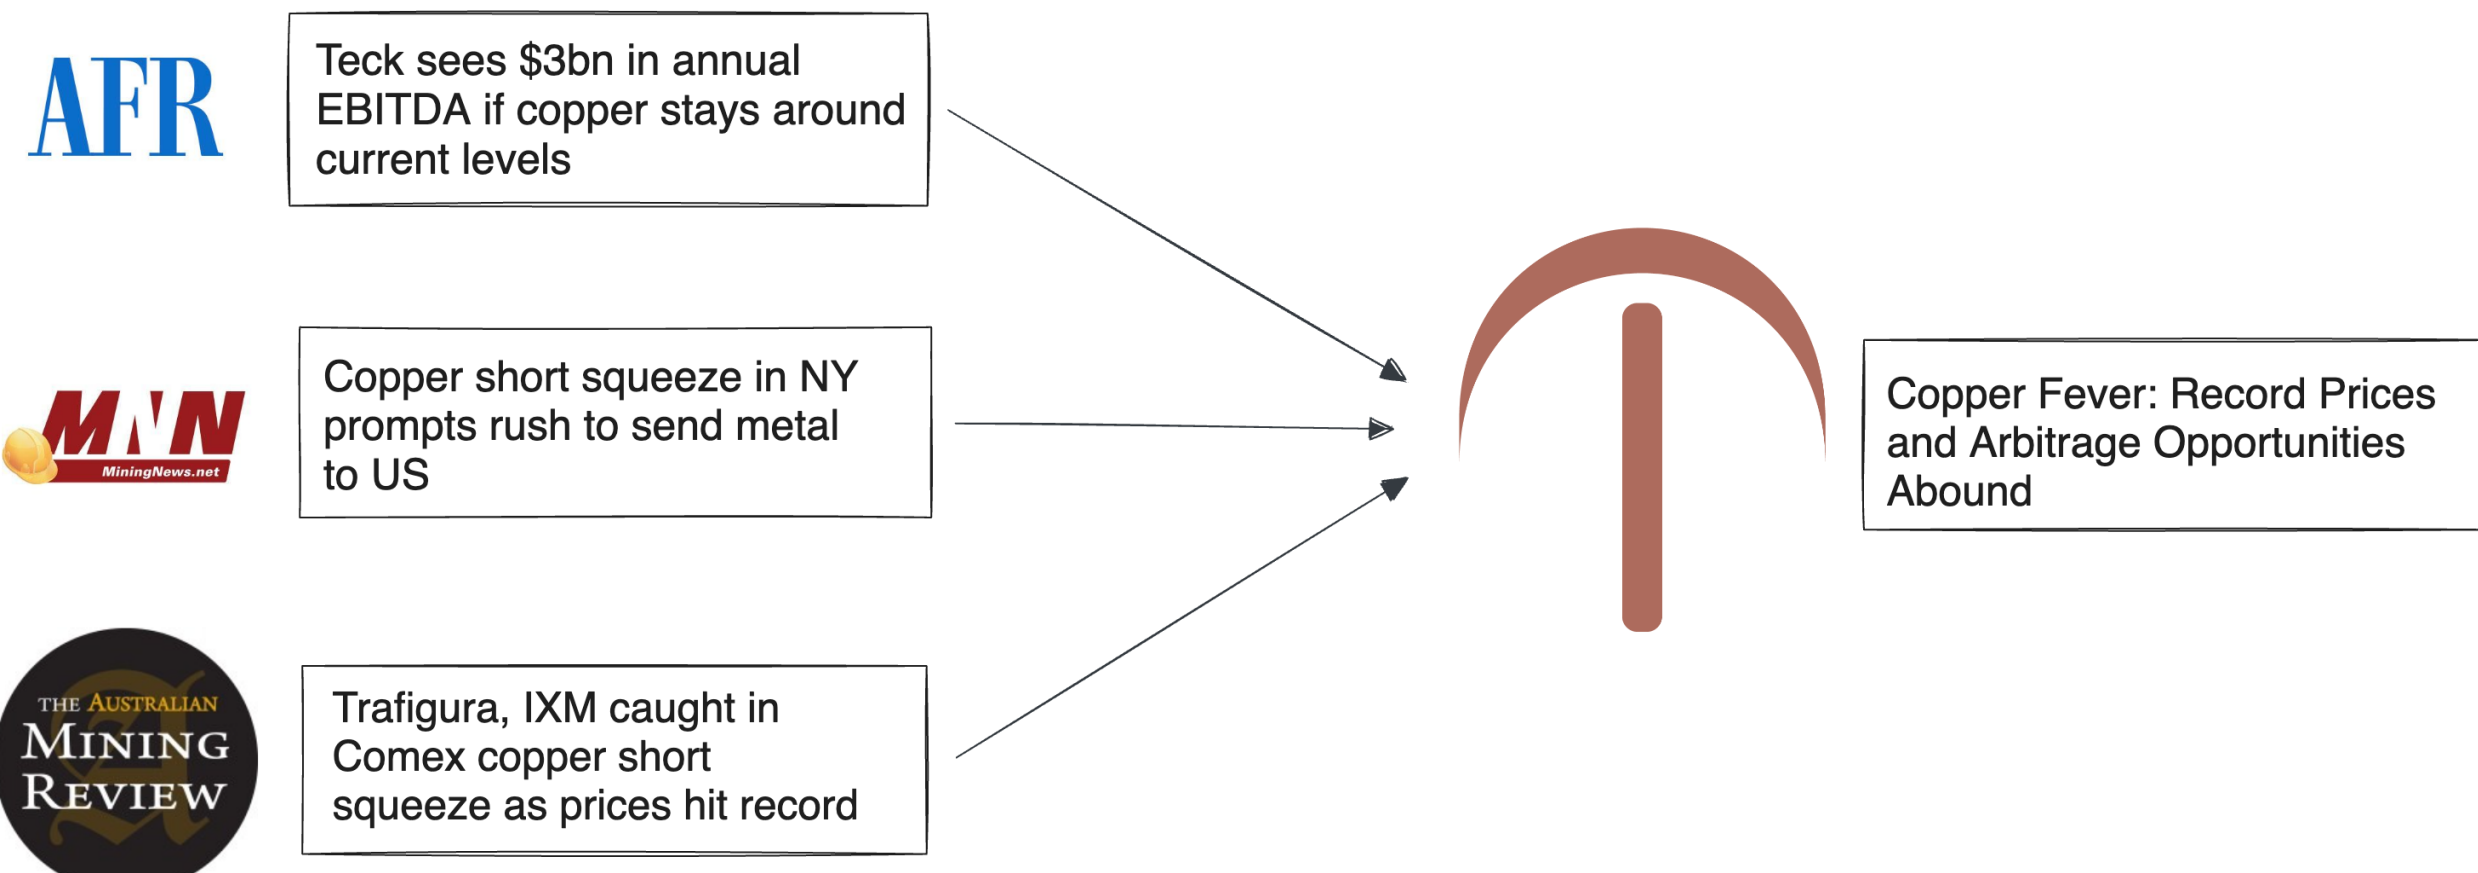 AFR
Teck sees $3bn in annual
EBITDA if copper stays around
current levels
MNN
MiningNews.net
Copper short squeeze in NY
prompts rush to send metal
to US
THE AUSTRALIAN
MINING
REVIEW
Trafigura, IXM caught in
Comex copper short
squeeze as prices hit record
Copper Fever: Record Prices
and Arbitrage Opportunities
Abound